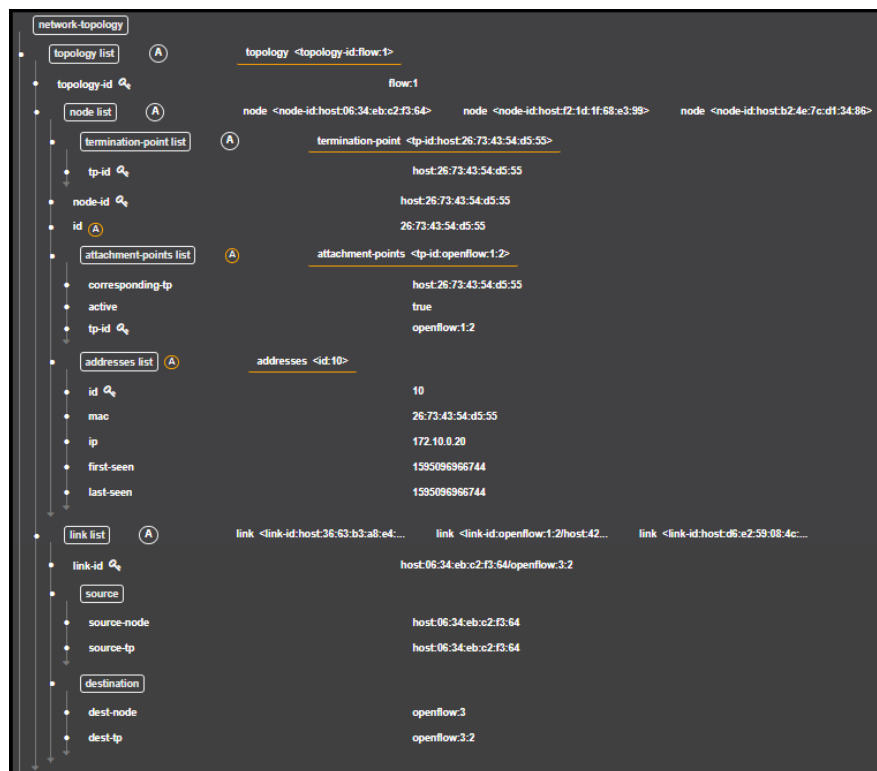 network-topology
topology list A topology <topology-id:flow:1>
topology-id flow:1
node list A node <node-id:host:06:34:eb:c2:f3:64> node <node-id:host:f2:1d:1f:68:e3:99> node <node-id:host:b2:4e:7c:d1:34:86>
termination-point list A termination-point <tp-id:host:26:73:43:54:d5:55>
tp-id host:26:73:43:54:d5:55
node-id host:26:73:43:54:d5:55
id A 26:73:43:54:d5:55
attachment-points list A attachment-points <tp-id:openflow:1:2>
corresponding-tp host:26:73:43:54:d5:55
active true
tp-id openflow:1:2
addresses list A addresses <id:10>
id 10
mac 26:73:43:54:d5:55
ip 172.10.0.20
first-seen 1595096966744
last-seen 1595096966744
link list A link <link-id:host:36:63:b3:a8:e4:... link <link-id:openflow:1:2/host:42... link <link-id:host:d6:e2:59:08:4c:...
link-id host:06:34:eb:c2:f3:64/openflow:3:2
source
source-node host:06:34:eb:c2:f3:64
source-tp host:06:34:eb:c2:f3:64
destination
dest-node openflow:3
dest-tp openflow:3:2